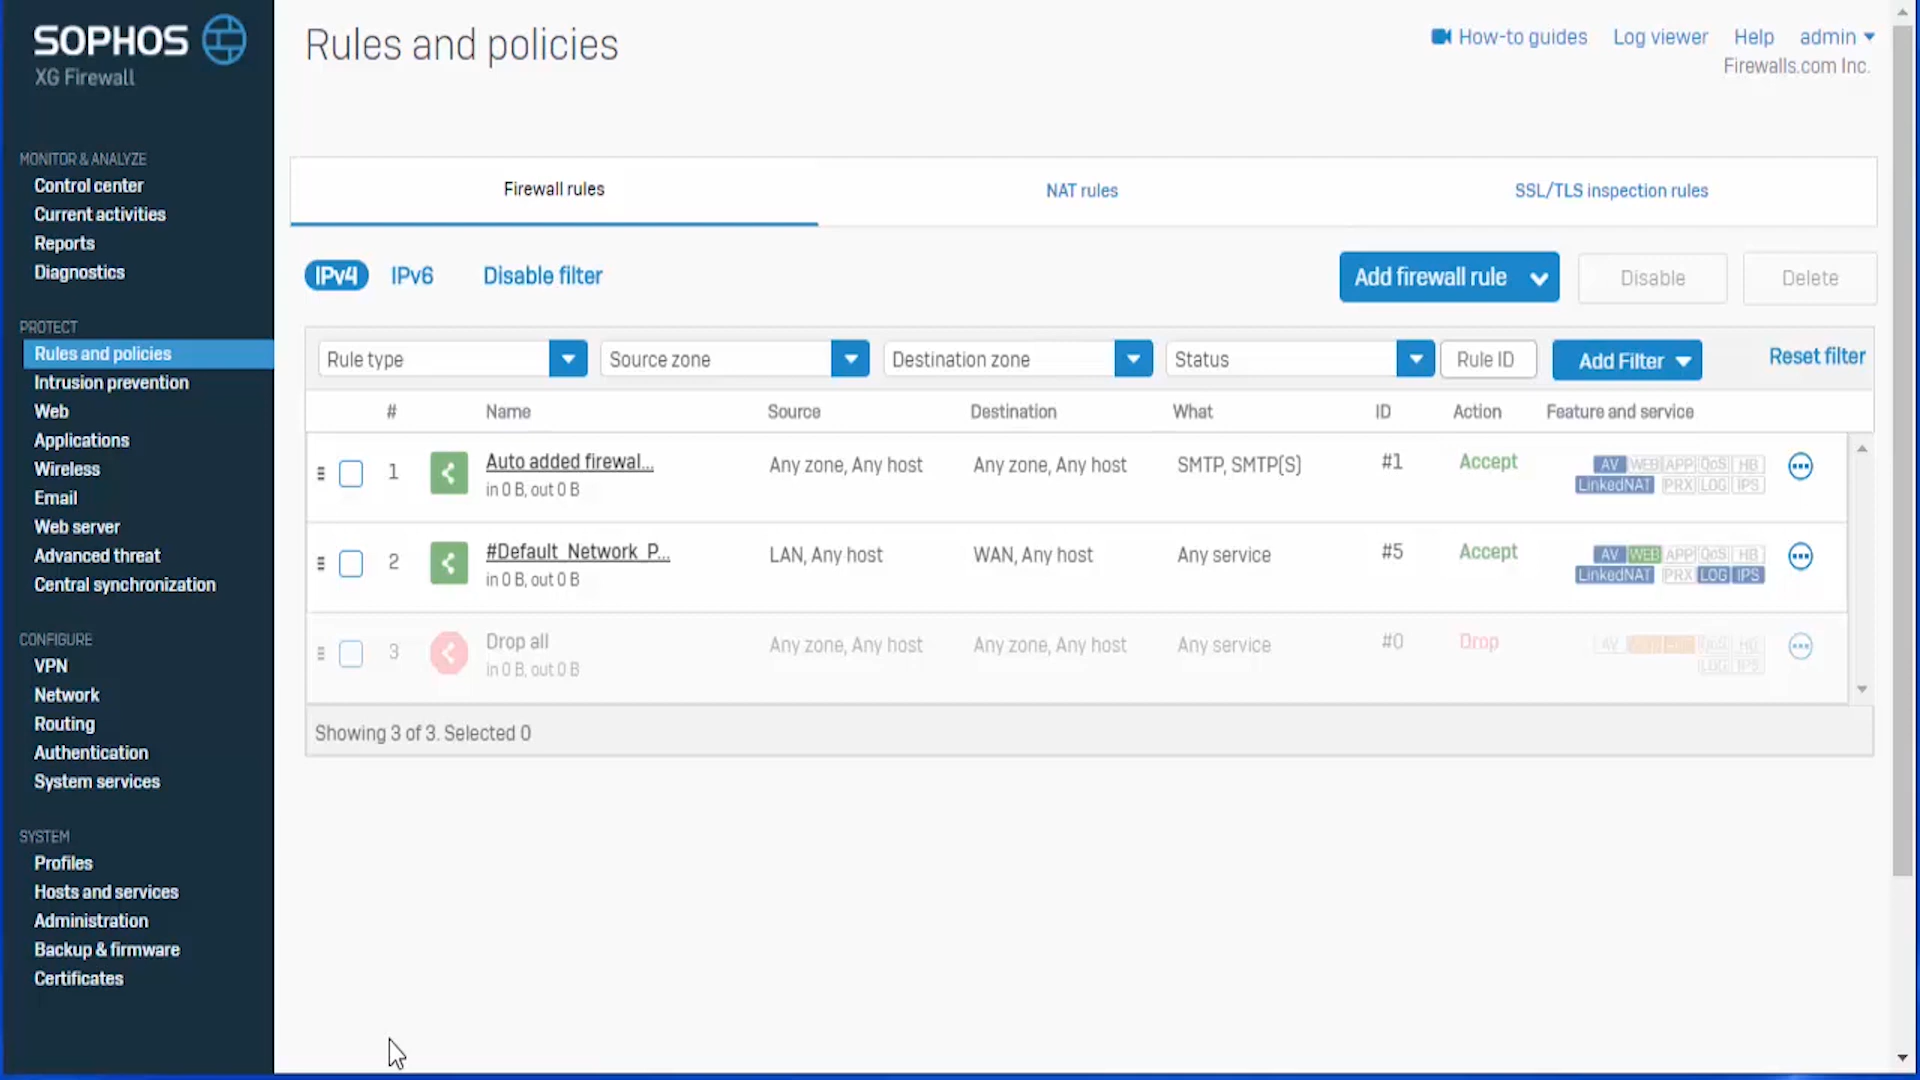 SOPHOS
XG Firewall
MONITOR & ANALYZE
Control center
Current activities
Reports
Diagnostics
PROTECT
Rules and policies
Intrusion prevention
Web
Applications
Wireless
Email
Web server
Advanced threat
Central synchronization
CONFIGURE
VPN
Network
Routing
Authentication
System services
SYSTEM
Profiles
Hosts and services
Administration
Backup & firmware
Certificates
Rules and policies
How-to guides Log viewer Help admin
Firewalls.com Inc.
Firewall rules NAT rules SSL/TLS inspection rules
IPv4 IPv6 Disable filter Add firewall rule Disable Delete
Rule type Source zone Destination zone Status Rule ID Add Filter Reset filter
# Name Source Destination What ID Action Feature and service
1 Auto added firewal... Any zone, Any host Any zone, Any host SMTP, SMTP(S) #1 Accept AV WEB APP QoS HB
in 0 B, out 0 B LinkedNAT PRX LOG IPS
2 #Default_Network_P... LAN, Any host WAN, Any host Any service #5 Accept AV WEB APP QoS HB
in 0 B, out 0 B LinkedNAT PRX LOG IPS
3 Drop all Any zone, Any host Any zone, Any host Any service #0 Drop AV QoS HB
in 0 B, out 0 B LOG IPS
Showing 3 of 3. Selected 0